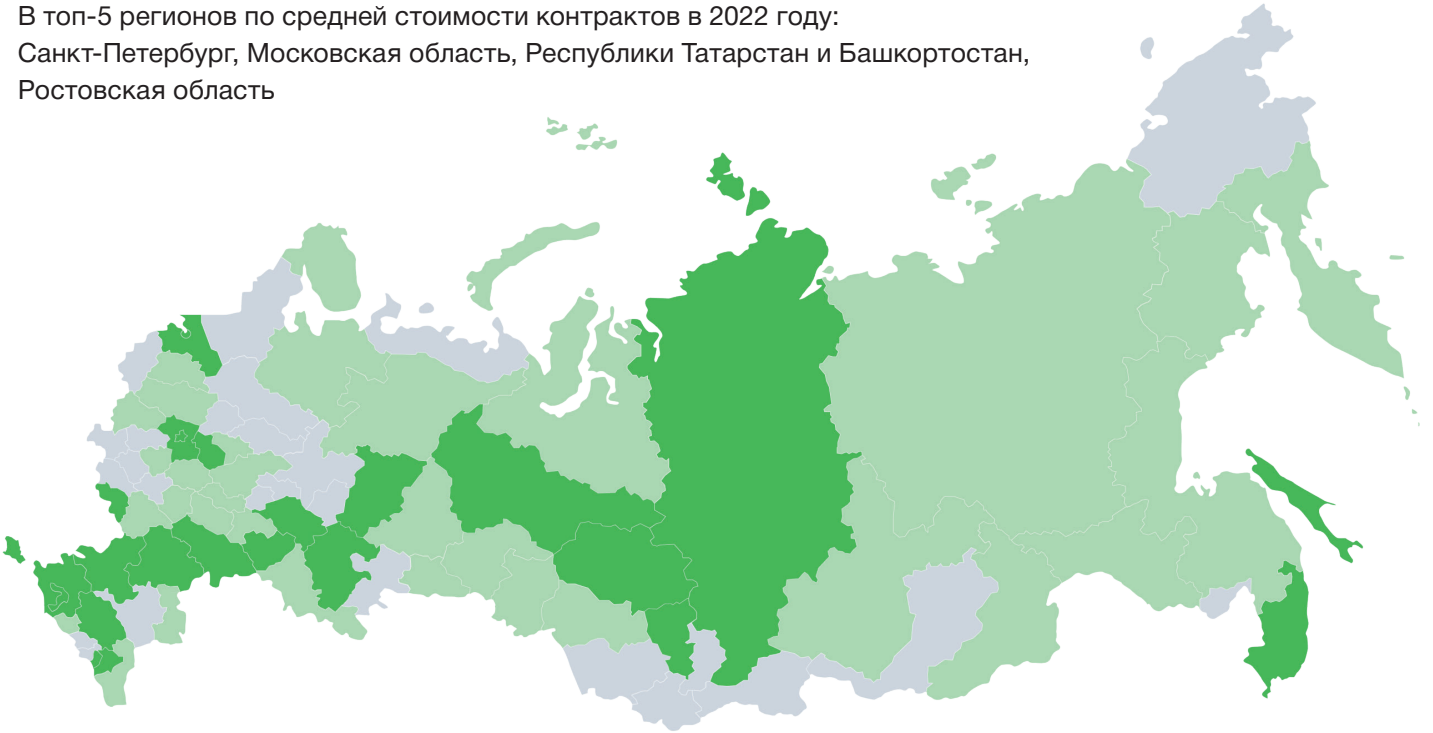 В топ-5 регионов по средней стоимости контрактов в 2022 году:
Санкт-Петербург, Московская область, Республики Татарстан и Башкортостан,
Ростовская область